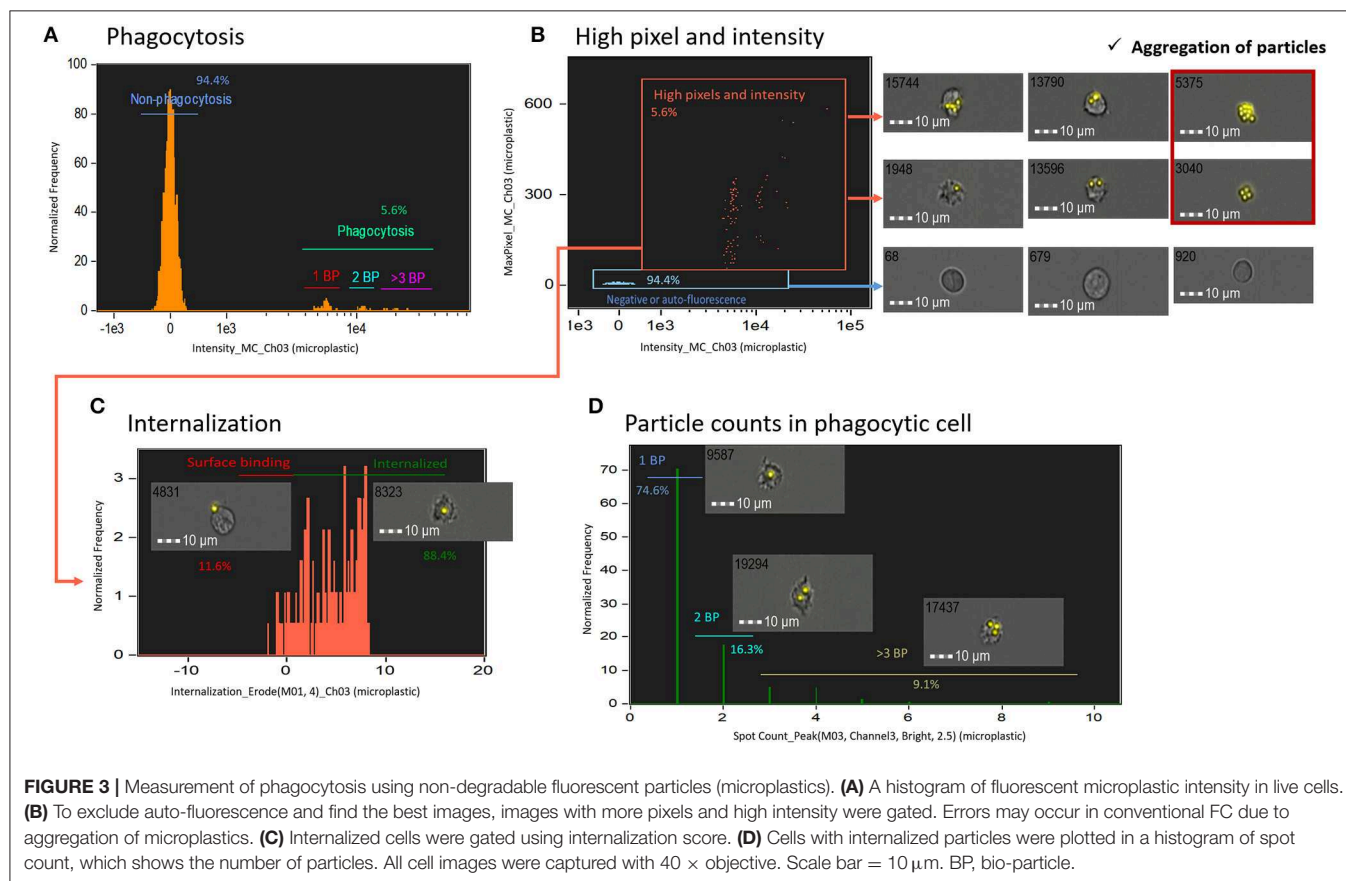 A Phagocytosis
100
80
60
40
20
0
Normalized Frequency
94.4%
Non-phagocytosis
5.6%
Phagocytosis
1 BP 2 BP >3 BP
-1e3 0 1e3 1e4
Intensity_MC_Ch03 (microplastic)
B High pixel and intensity
600
300
0
MaxPixel_MC_Ch03 (microplastic)
High pixels and intensity
5.6%
94.4%
Negative or auto-fluorescence
1e3 0 1e3 1e4 1e5
Intensity_MC_Ch03 (microplastic)
✓ Aggregation of particles
15744
10 µm
13790
10 µm
5375
10 µm
1948
10 µm
13596
10 µm
3040
10 µm
68
10 µm
679
10 µm
920
10 µm
C Internalization
3
2
1
0
Normalized Frequency
Surface binding Internalized
4831
10 µm
11.6%
8323
10 µm
88.4%
-10 0 10 20
Internalization_Erode(M01, 4)_Ch03 (microplastic)
D Particle counts in phagocytic cell
70
60
50
40
30
20
10
0
Normalized Frequency
1 BP
74.6%
9587
10 µm
2 BP
16.3%
19294
10 µm
>3 BP
9.1%
17437
10 µm
0 2 4 6 8 10
Spot Count_Peak(M03, Channel3, Bright, 2.5) (microplastic)
FIGURE 3 | Measurement of phagocytosis using non-degradable fluorescent particles (microplastics). (A) A histogram of fluorescent microplastic intensity in live cells.
(B) To exclude auto-fluorescence and find the best images, images with more pixels and high intensity were gated. Errors may occur in conventional FC due to
aggregation of microplastics. (C) Internalized cells were gated using internalization score. (D) Cells with internalized particles were plotted in a histogram of spot
count, which shows the number of particles. All cell images were captured with 40 × objective. Scale bar = 10 µm. BP, bio-particle.